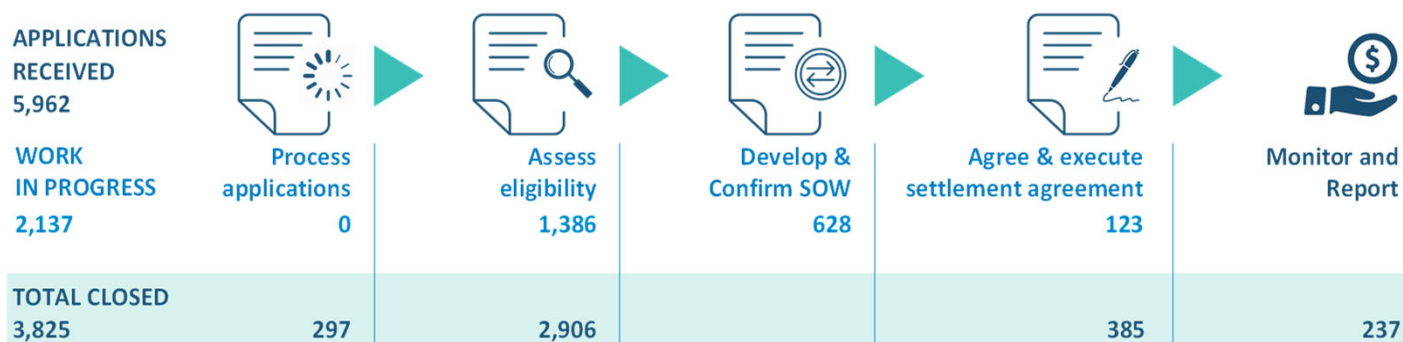 APPLICATIONS
RECEIVED
5,962
$
WORK
IN PROGRESS
2,137
Process
applications
0
Assess
eligibility
1,386
Develop &
Confirm SOW
628
Agree & execute
settlement agreement
123
Monitor and
Report
TOTAL CLOSED
3,825
297
2,906
385
237